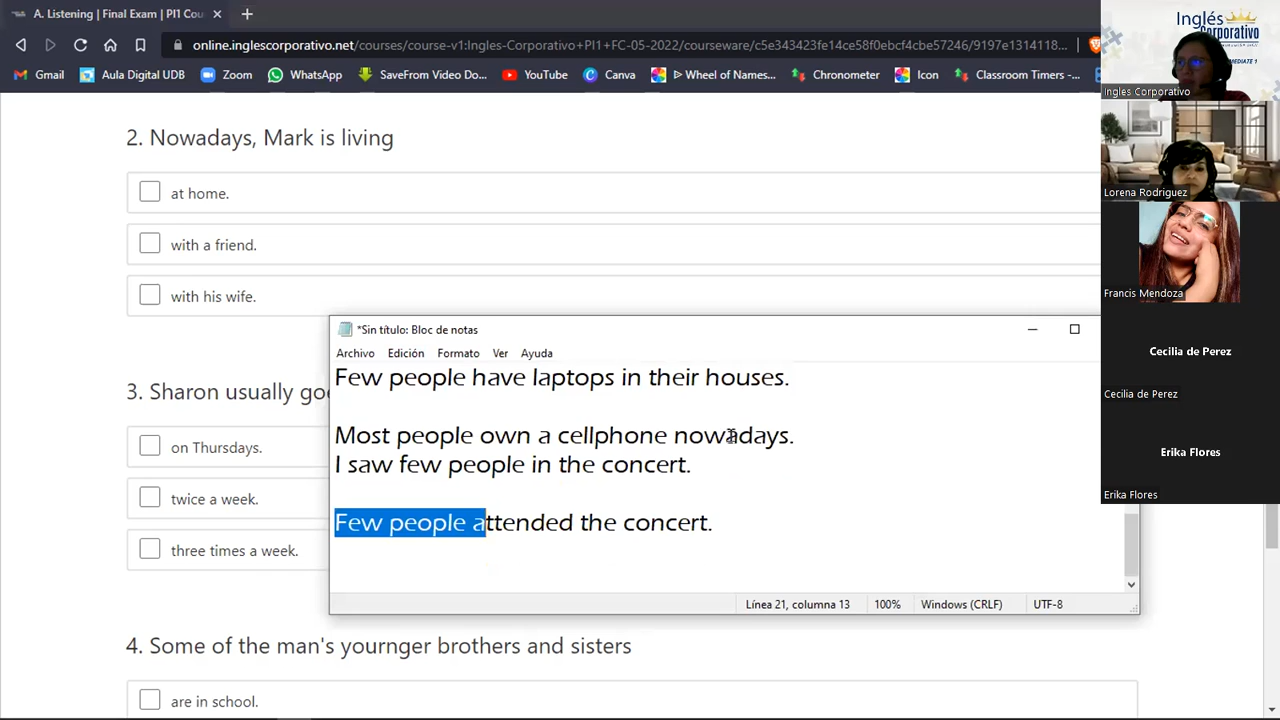 A. Listening | Final Exam | PI1 Cou
online.inglescorporativo.net/courses/course-v1:Ingles-Corporativo+PI1+FC-05-2022/courseware/c5e343423fe14ce58f0ebcf4cbe57246/9197e1314118...
Gmail
Aula Digital UDB
Zoom
WhatsApp
SaveFrom Video Do...
YouTube
Canva
Wheel of Names...
Chronometer
Icon
Classroom Timers -...
2. Nowadays, Mark is living
at home.
with a friend.
with his wife.
3. Sharon usually goe
on Thursdays.
twice a week.
three times a week.
4. Some of the man's yournger brothers and sisters
are in school.
*Sin título: Bloc de notas
Archivo Edición Formato Ver Ayuda
Few people have laptops in their houses.
Most people own a cellphone nowadays.
I saw few people in the concert.
Few people attended the concert.
Línea 21, columna 13 100% Windows (CRLF) UTF-8
Inglés
Corporativo
Ingles Corporativo
Lorena Rodriguez
Francis Mendoza
Cecilia de Perez
Cecilia de Perez
Erika Flores
Erika Flores